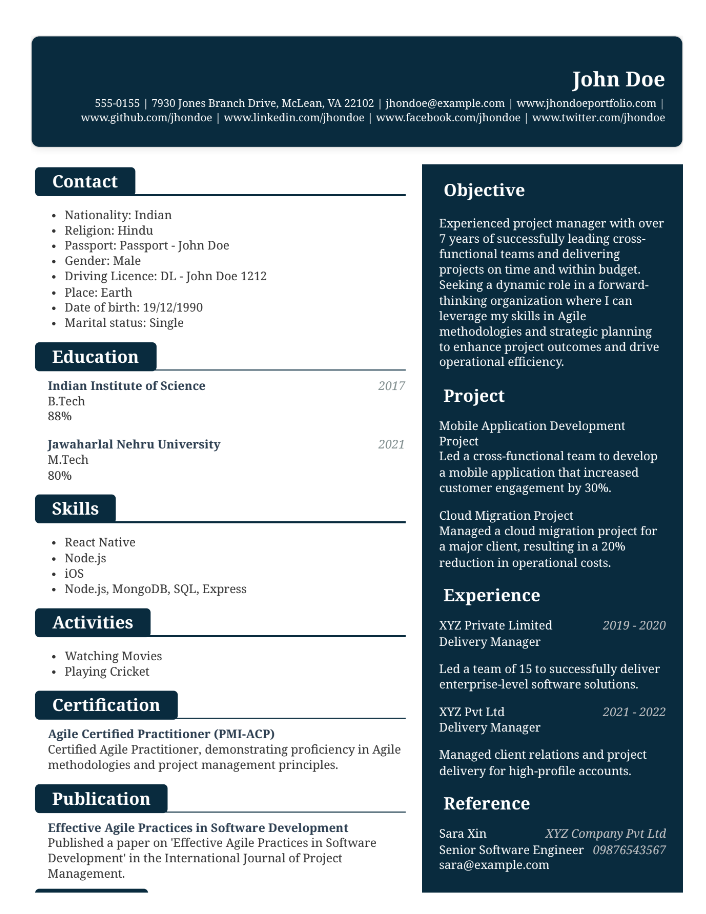 John Doe
555-0155 | 7930 Jones Branch Drive, McLean, VA 22102 | jhondoe@example.com | www.jhondoeportfolio.com |
www.github.com/jhondoe | www.linkedin.com/jhondoe | www.facebook.com/jhondoe | www.twitter.com/jhondoe
Contact
• Nationality: Indian
• Religion: Hindu
• Passport: Passport - John Doe
• Gender: Male
• Driving Licence: DL - John Doe 1212
• Place: Earth
• Date of birth: 19/12/1990
• Marital status: Single
Education
Indian Institute of Science 2017
B.Tech
88%
Jawaharlal Nehru University 2021
M.Tech
80%
Skills
• React Native
• Node.js
• iOS
• Node.js, MongoDB, SQL, Express
Activities
• Watching Movies
• Playing Cricket
Certification
Agile Certified Practitioner (PMI-ACP)
Certified Agile Practitioner, demonstrating proficiency in Agile
methodologies and project management principles.
Publication
Effective Agile Practices in Software Development
Published a paper on 'Effective Agile Practices in Software
Development' in the International Journal of Project
Management.
Objective
Experienced project manager with over
7 years of successfully leading cross-
functional teams and delivering
projects on time and within budget.
Seeking a dynamic role in a forward-
thinking organization where I can
leverage my skills in Agile
methodologies and strategic planning
to enhance project outcomes and drive
operational efficiency.
Project
Mobile Application Development
Project
Led a cross-functional team to develop
a mobile application that increased
customer engagement by 30%.
Cloud Migration Project
Managed a cloud migration project for
a major client, resulting in a 20%
reduction in operational costs.
Experience
XYZ Private Limited 2019 - 2020
Delivery Manager
Led a team of 15 to successfully deliver
enterprise-level software solutions.
XYZ Pvt Ltd 2021 - 2022
Delivery Manager
Managed client relations and project
delivery for high-profile accounts.
Reference
Sara Xin XYZ Company Pvt Ltd
Senior Software Engineer 09876543567
sara@example.com